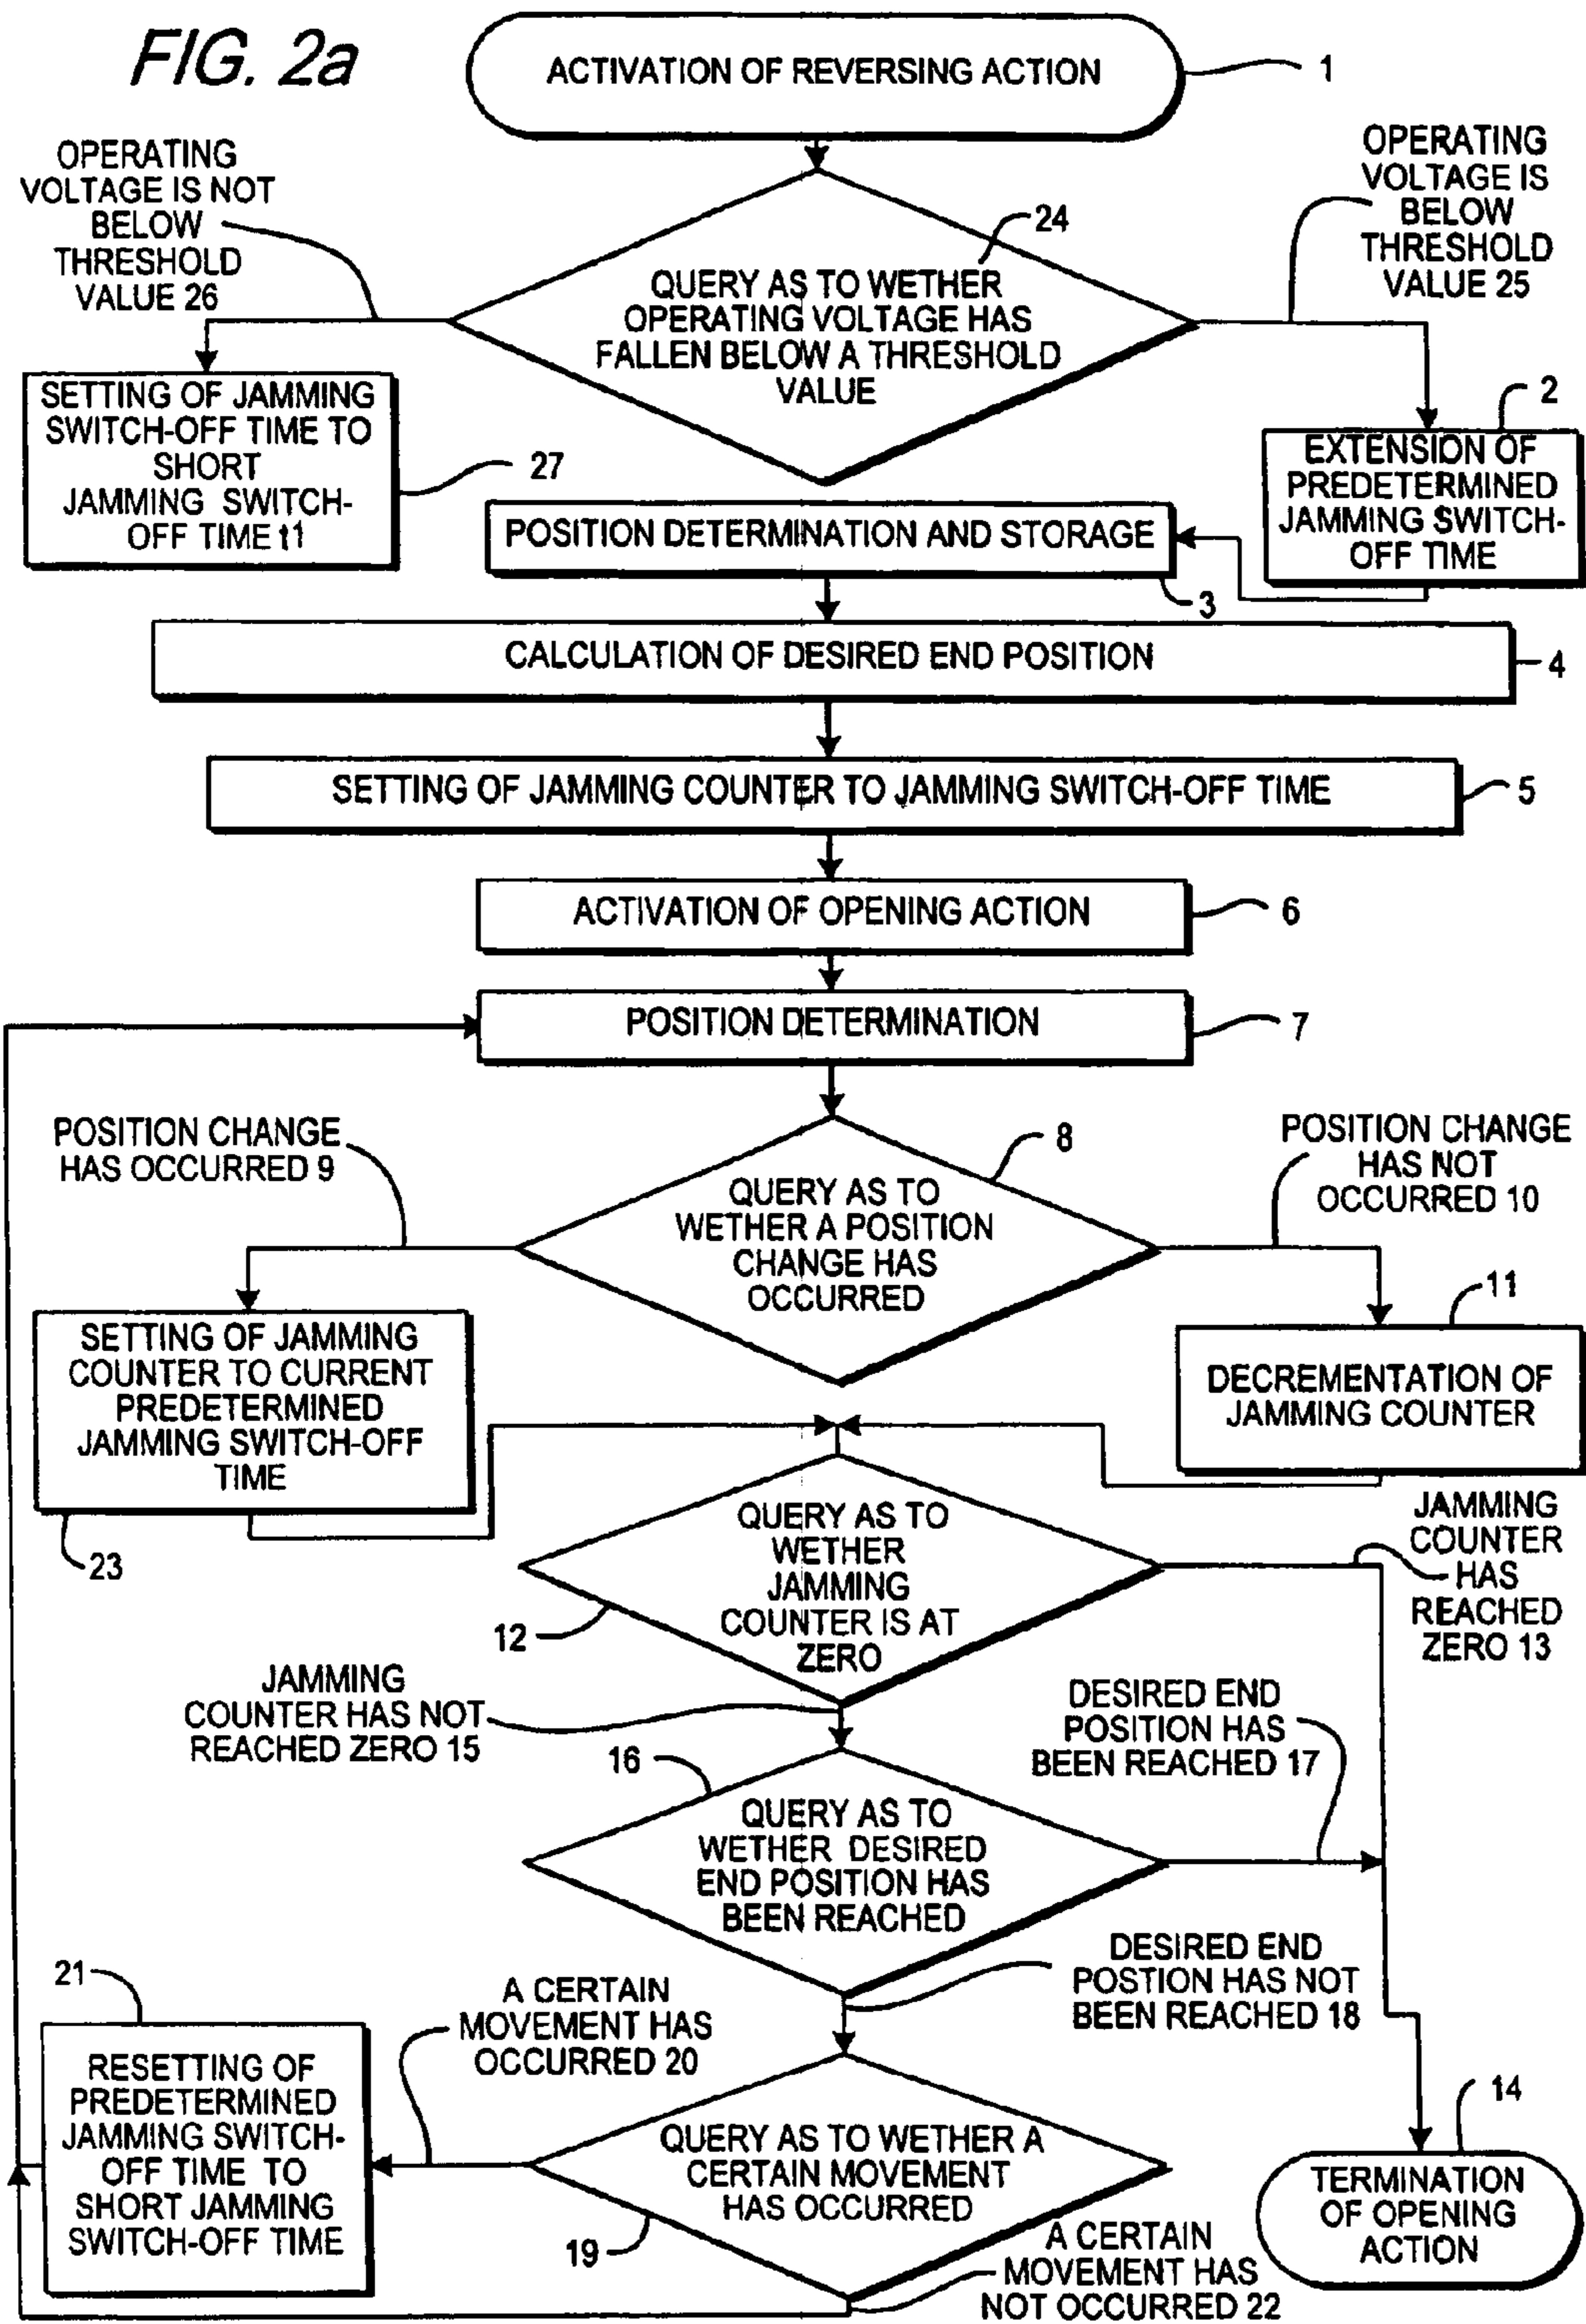 FIG. 2a
ACTIVATION OF REVERSING ACTION
1
OPERATING
VOLTAGE IS NOT
BELOW
THRESHOLD
VALUE 26
OPERATING
VOLTAGE IS
BELOW
THRESHOLD
VALUE 25
24
QUERY AS TO WETHER
OPERATING VOLTAGE HAS
FALLEN BELOW A THRESHOLD
VALUE
SETTING OF JAMMING
SWITCH-OFF TIME TO
SHORT
JAMMING SWITCH-
OFF TIME t1
27
2
EXTENSION OF
PREDETERMINED
JAMMING SWITCH-
OFF TIME
POSITION DETERMINATION AND STORAGE
3
CALCULATION OF DESIRED END POSITION
4
SETTING OF JAMMING COUNTER TO JAMMING SWITCH-OFF TIME
5
ACTIVATION OF OPENING ACTION
6
POSITION DETERMINATION
7
POSITION CHANGE
HAS OCCURRED 9
8
QUERY AS TO
WETHER A POSITION
CHANGE HAS
OCCURRED
POSITION CHANGE
HAS NOT
OCCURRED 10
SETTING OF JAMMING
COUNTER TO CURRENT
PREDETERMINED
JAMMING SWITCH-OFF
TIME
23
11
DECREMENTATION OF
JAMMING COUNTER
QUERY AS TO
WETHER
JAMMING
COUNTER IS AT
ZERO
12
JAMMING
COUNTER
HAS
REACHED
ZERO 13
JAMMING
COUNTER HAS NOT
REACHED ZERO 15
16
QUERY AS TO
WETHER DESIRED
END POSITION HAS
BEEN REACHED
DESIRED END
POSITION HAS
BEEN REACHED 17
DESIRED END
POSTION HAS NOT
BEEN REACHED 18
21
RESETTING OF
PREDETERMINED
JAMMING SWITCH-
OFF TIME TO
SHORT JAMMING
SWITCH-OFF TIME
A CERTAIN
MOVEMENT HAS
OCCURRED 20
QUERY AS TO WETHER A
CERTAIN MOVEMENT
HAS OCCURRED
19
A CERTAIN
MOVEMENT HAS
NOT OCCURRED 22
14
TERMINATION
OF OPENING
ACTION